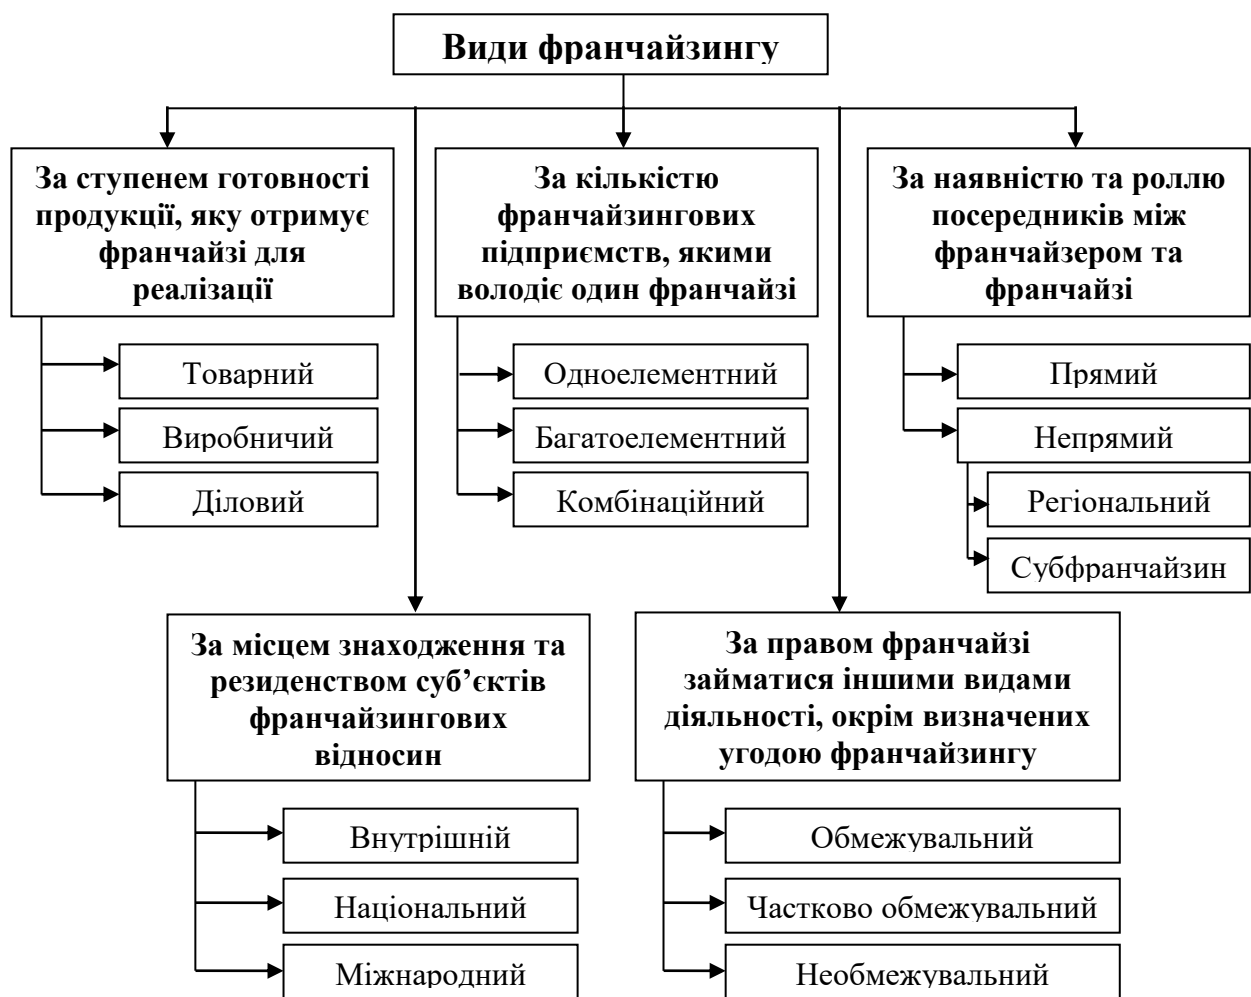 Види франчайзингу
За ступенем готовності
продукції, яку отримує
франчайзі для
реалізації
Товарний
Виробничий
Діловий
За кількістю
франчайзингових
підприємств, якими
володіє один франчайзі
Одноелементний
Багатоелементний
Комбінаційний
За наявністю та роллю
посередників між
франчайзером та
франчайзі
Прямий
Непрямий
Регіональний
Субфранчайзин
За місцем знаходження та
резиденством суб’єктів
франчайзингових
відносин
Внутрішній
Національний
Міжнародний
За правом франчайзі
займатися іншими видами
діяльності, окрім визначених
угодою франчайзингу
Обмежувальний
Частково обмежувальний
Необмежувальний